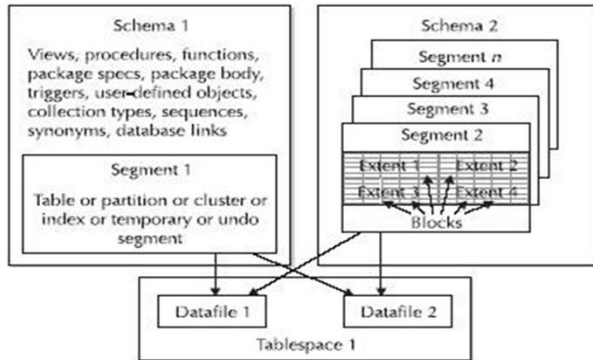 Schema 1
Views, procedures, functions,
package specs, package body,
triggers, user-defined objects,
collection types, sequences,
synonyms, database links
Segment 1
Table or partition or cluster or
index or temporary or undo
segment
Schema 2
Segment n
Segment 4
Segment 3
Segment 2
Extent 1 Extent 2
Extent 3 Extent 4
Blocks
Datafile 1 Datafile 2
Tablespace 1